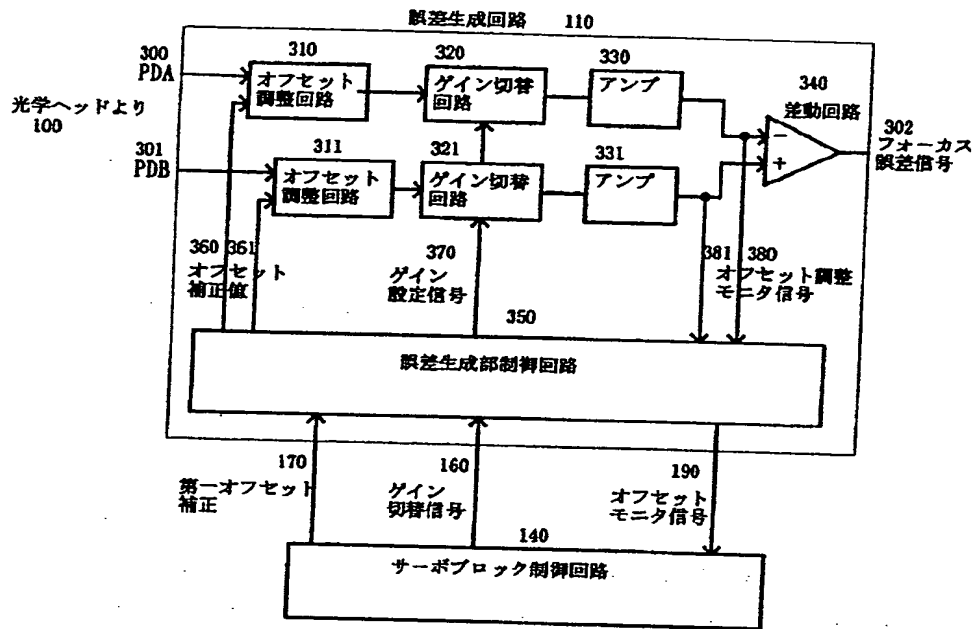 誤差生成回路 110
300
PDA
310
オフセット
調整回路
320
ゲイン切替
回路
330
アンプ
340
差動回路
302
フォーカス
誤差信号
光学ヘッドより
100
301
PDB
311
オフセット
調整回路
321
ゲイン切替
回路
331
アンプ
−
+
360 361
オフセット
補正値
370
ゲイン
設定信号
381 380
オフセット調整
モニタ信号
350
誤差生成部制御回路
170
第一オフセット
補正
160
ゲイン
切替信号
190
オフセット
モニタ信号
140
サーボブロック制御回路